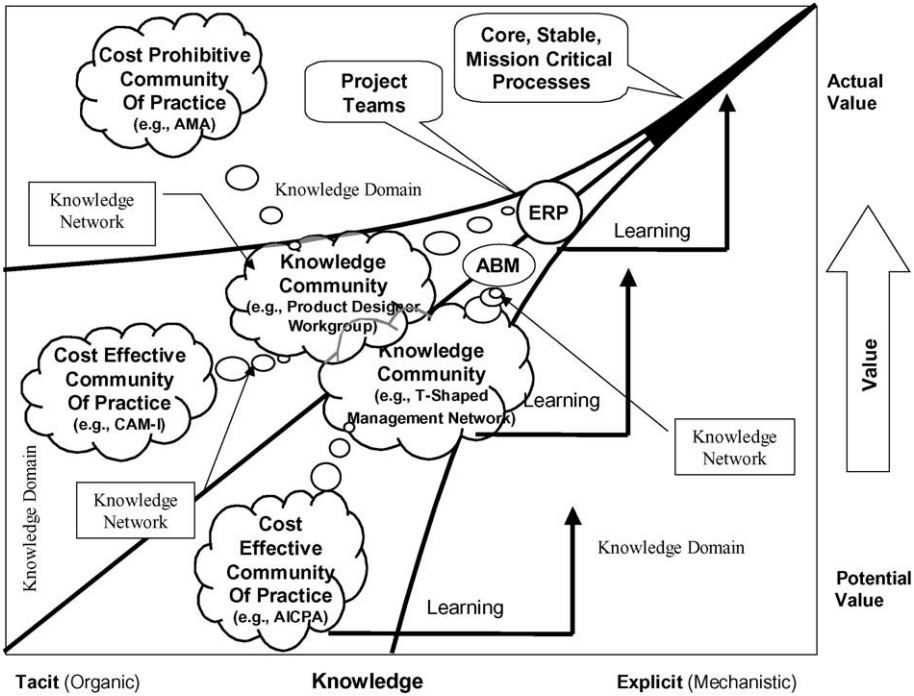 Cost Prohibitive
Community
Of Practice
(e.g., AMA)
Project
Teams
Core, Stable,
Mission Critical
Processes
Actual
Value
Knowledge
Network
Knowledge Domain
ERP
Learning
Knowledge
Community
(e.g., Product Designer
Workgroup)
ABM
Value
Cost Effective
Community
Of Practice
(e.g., CAM-I)
Knowledge
Community
(e.g., T-Shaped
Management Network)
Learning
Knowledge
Network
Knowledge Domain
Knowledge
Network
Cost
Effective
Community
Of Practice
(e.g., AICPA)
Learning
Knowledge Domain
Potential
Value
Tacit (Organic)
Knowledge
Explicit (Mechanistic)